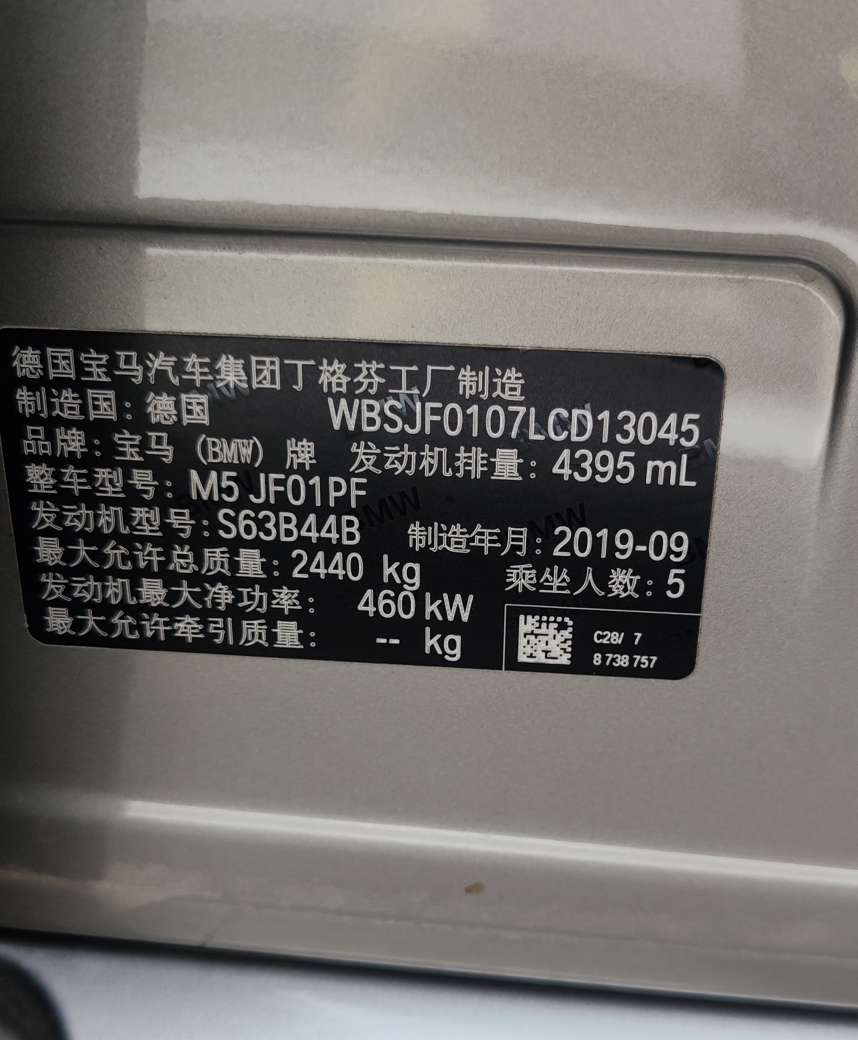 德国宝马汽车集团丁格芬工厂制造
制造国: 德国 WBSJF0107LCD13045
品牌: 宝马 (BMW) 牌 发动机排量: 4395 mL
整车型号: M5 JF01PF
发动机型号: S63B44B 制造年月: 2019-09
最大允许总质量: 2440 kg 乘坐人数: 5
发动机最大净功率: 460 kW
最大允许牵引质量: -- kg
C28/ 7
8 738 757